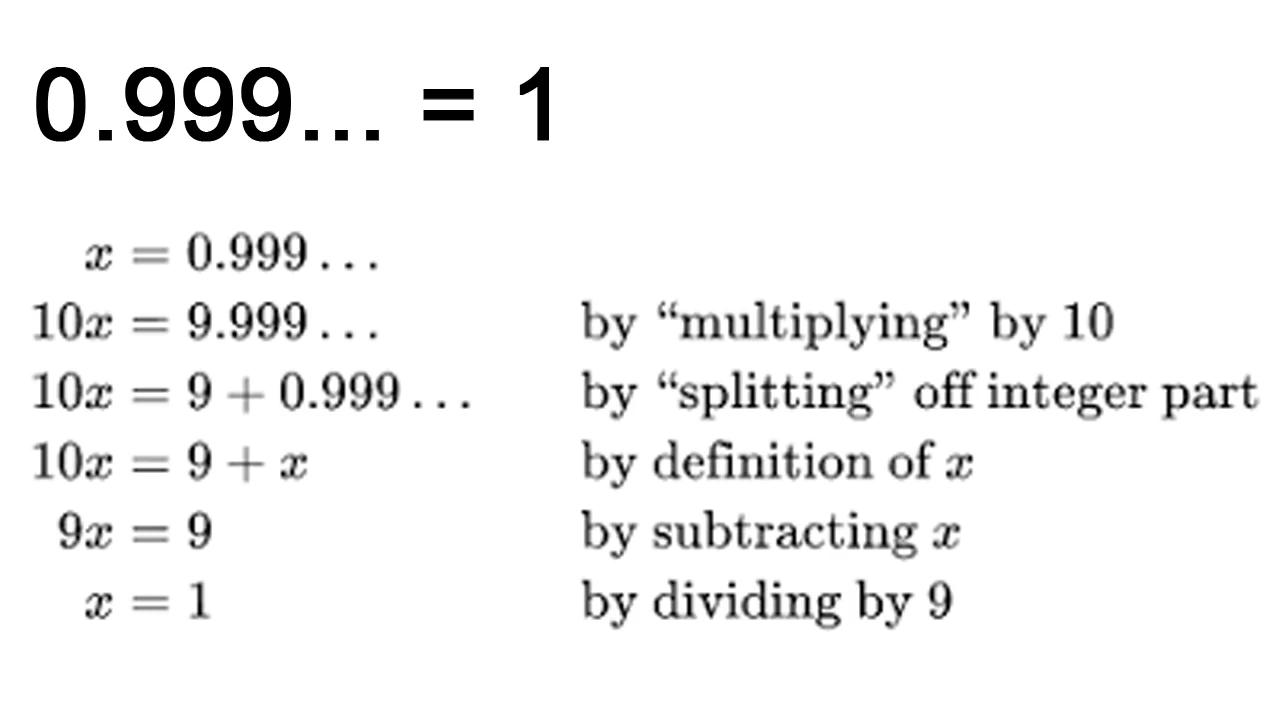 0.999... = 1
x = 0.999 . . .
10x = 9.999 . . . by “multiplying” by 10
10x = 9 + 0.999 . . . by “splitting” off integer part
10x = 9 + x by definition of x
9x = 9 by subtracting x
x = 1 by dividing by 9